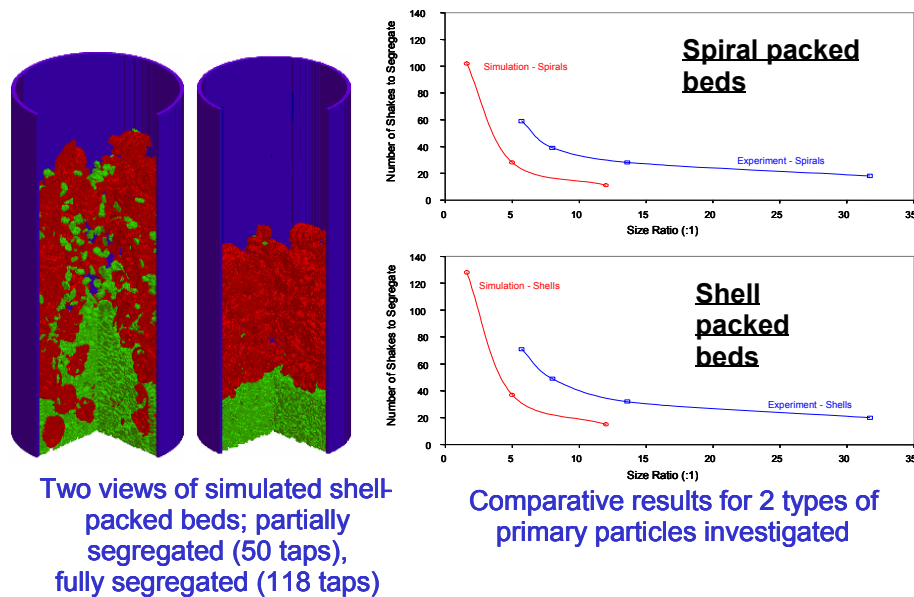 Spiral packed
beds
Number of Shakes to Segregate
140
120
100
80
60
40
20
0
Simulation - Spirals
Experiment - Spirals
0 5 10 15 20 25 30 35
Size Ratio (:1)
Shell
packed
beds
Number of Shakes to Segregate
140
120
100
80
60
40
20
0
Simulation - Shells
Experiment - Shells
0 5 10 15 20 25 30 35
Size Ratio (:1)
Two views of simulated shell-
packed beds; partially
segregated (50 taps),
fully segregated (118 taps)
Comparative results for 2 types of
primary particles investigated